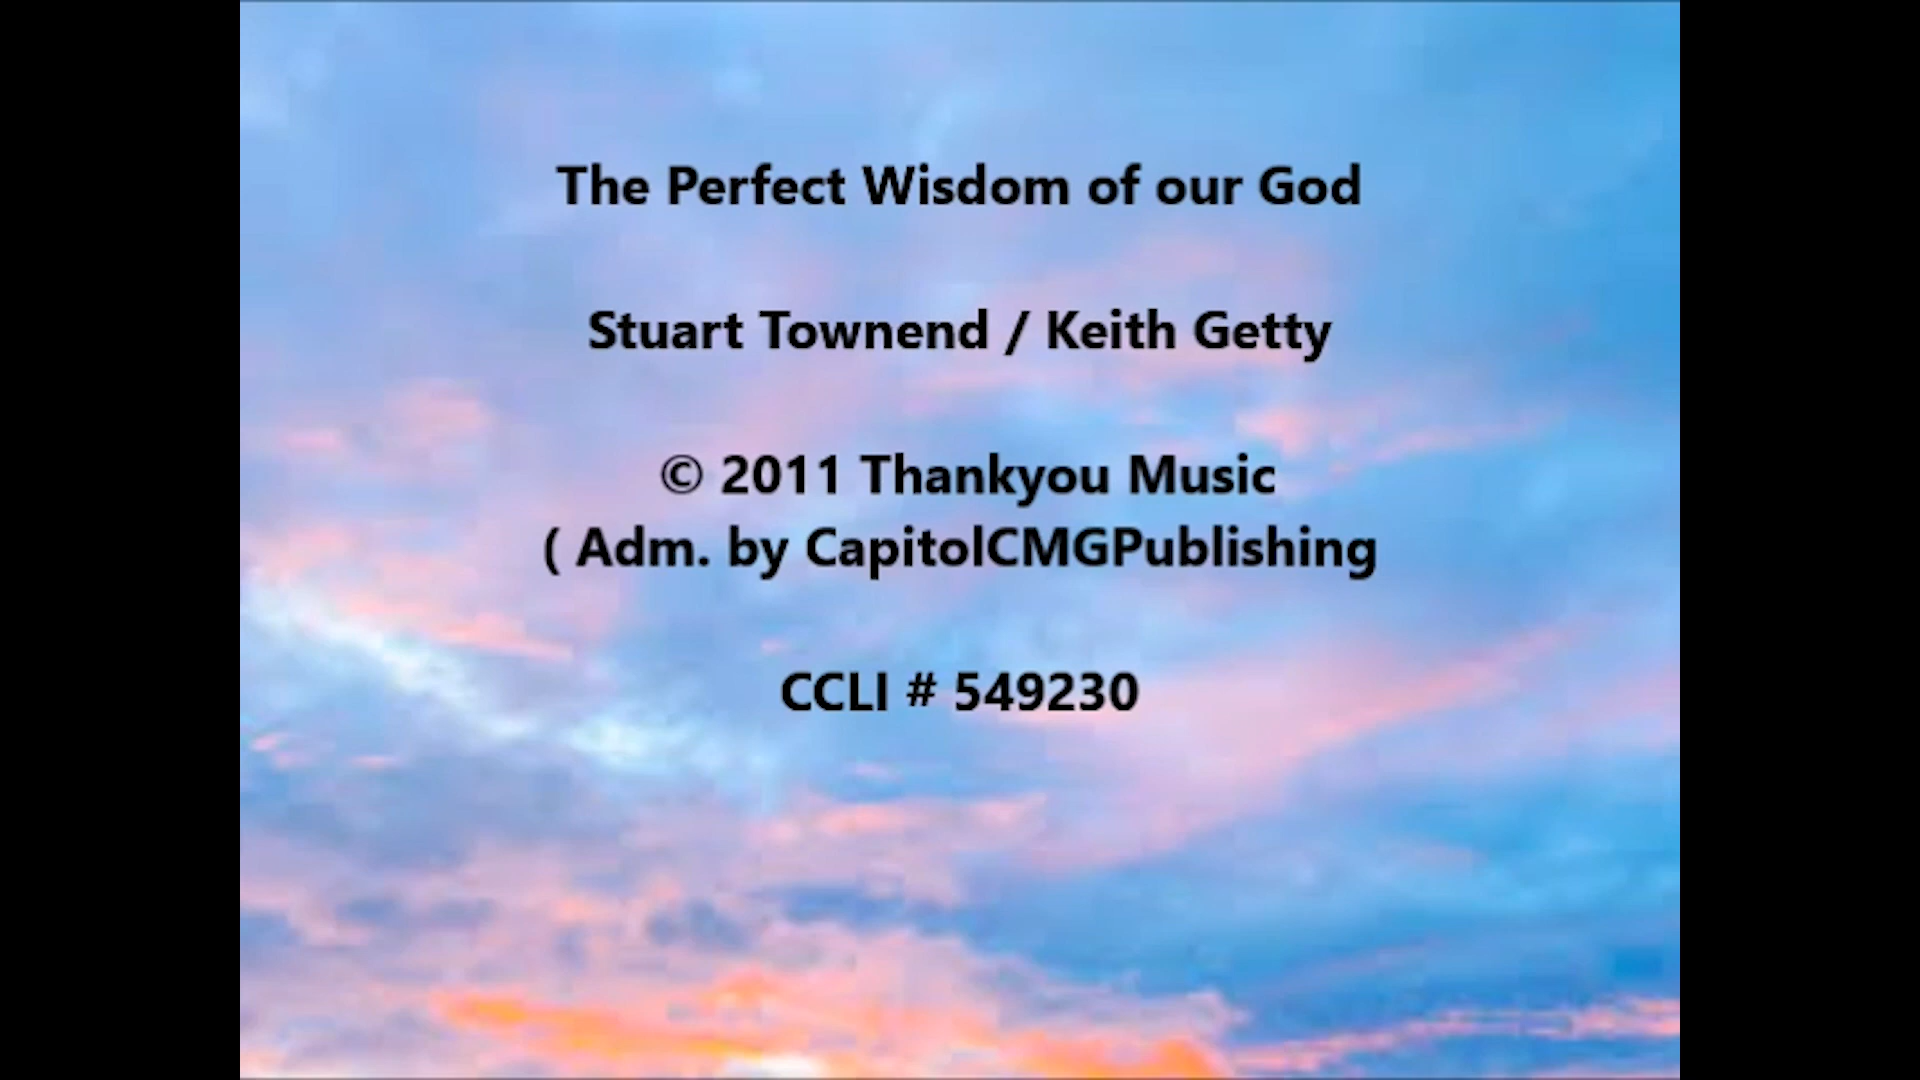 The Perfect Wisdom of our God
Stuart Townend / Keith Getty
© 2011 Thankyou Music
( Adm. by CapitolCMGPublishing
CCLI # 549230